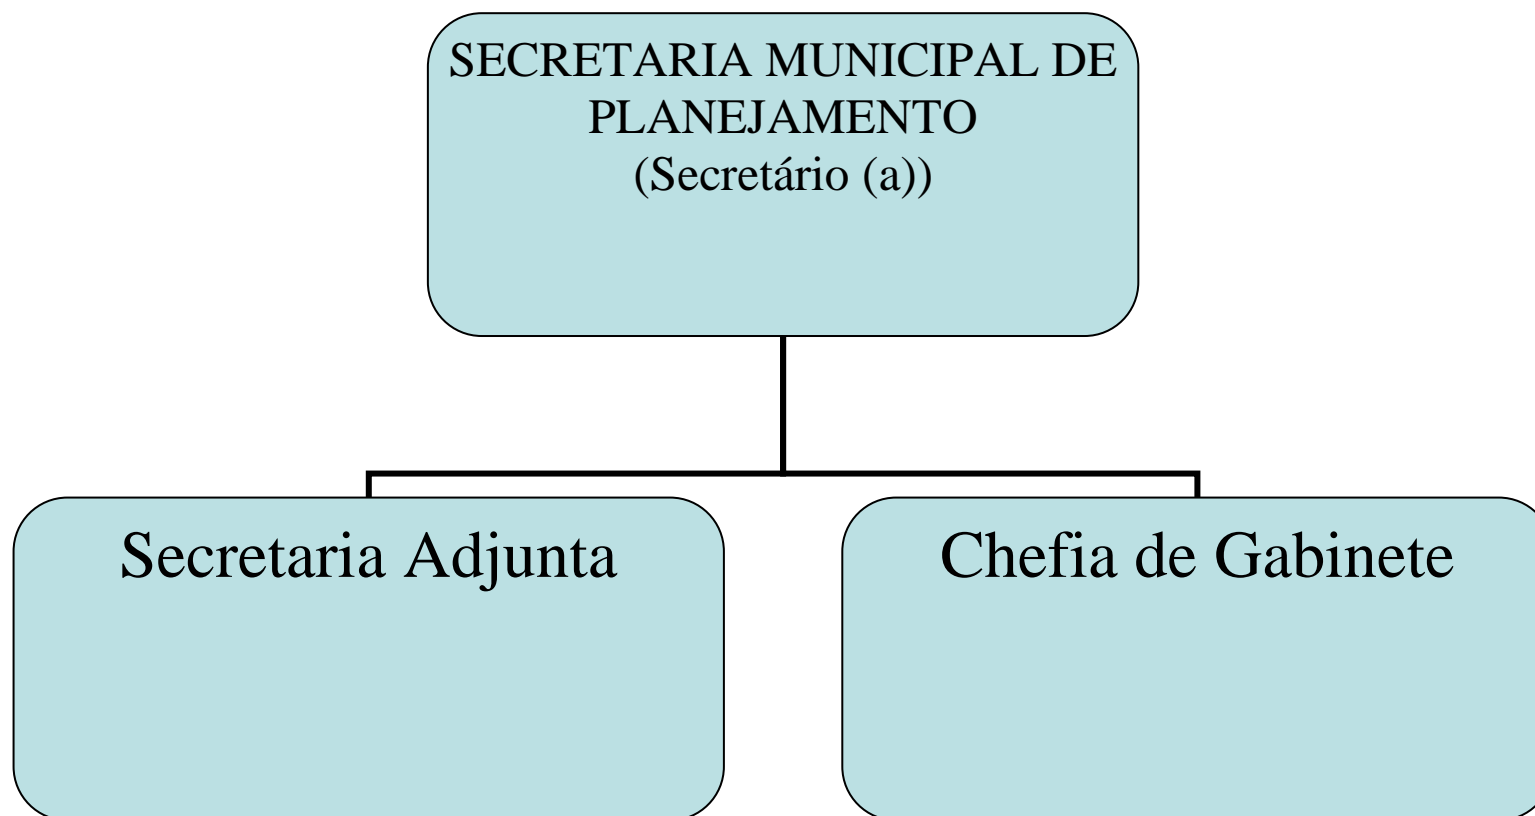 SECRETARIA MUNICIPAL DE
PLANEJAMENTO
(Secretário (a))
Secretaria Adjunta
Chefia de Gabinete